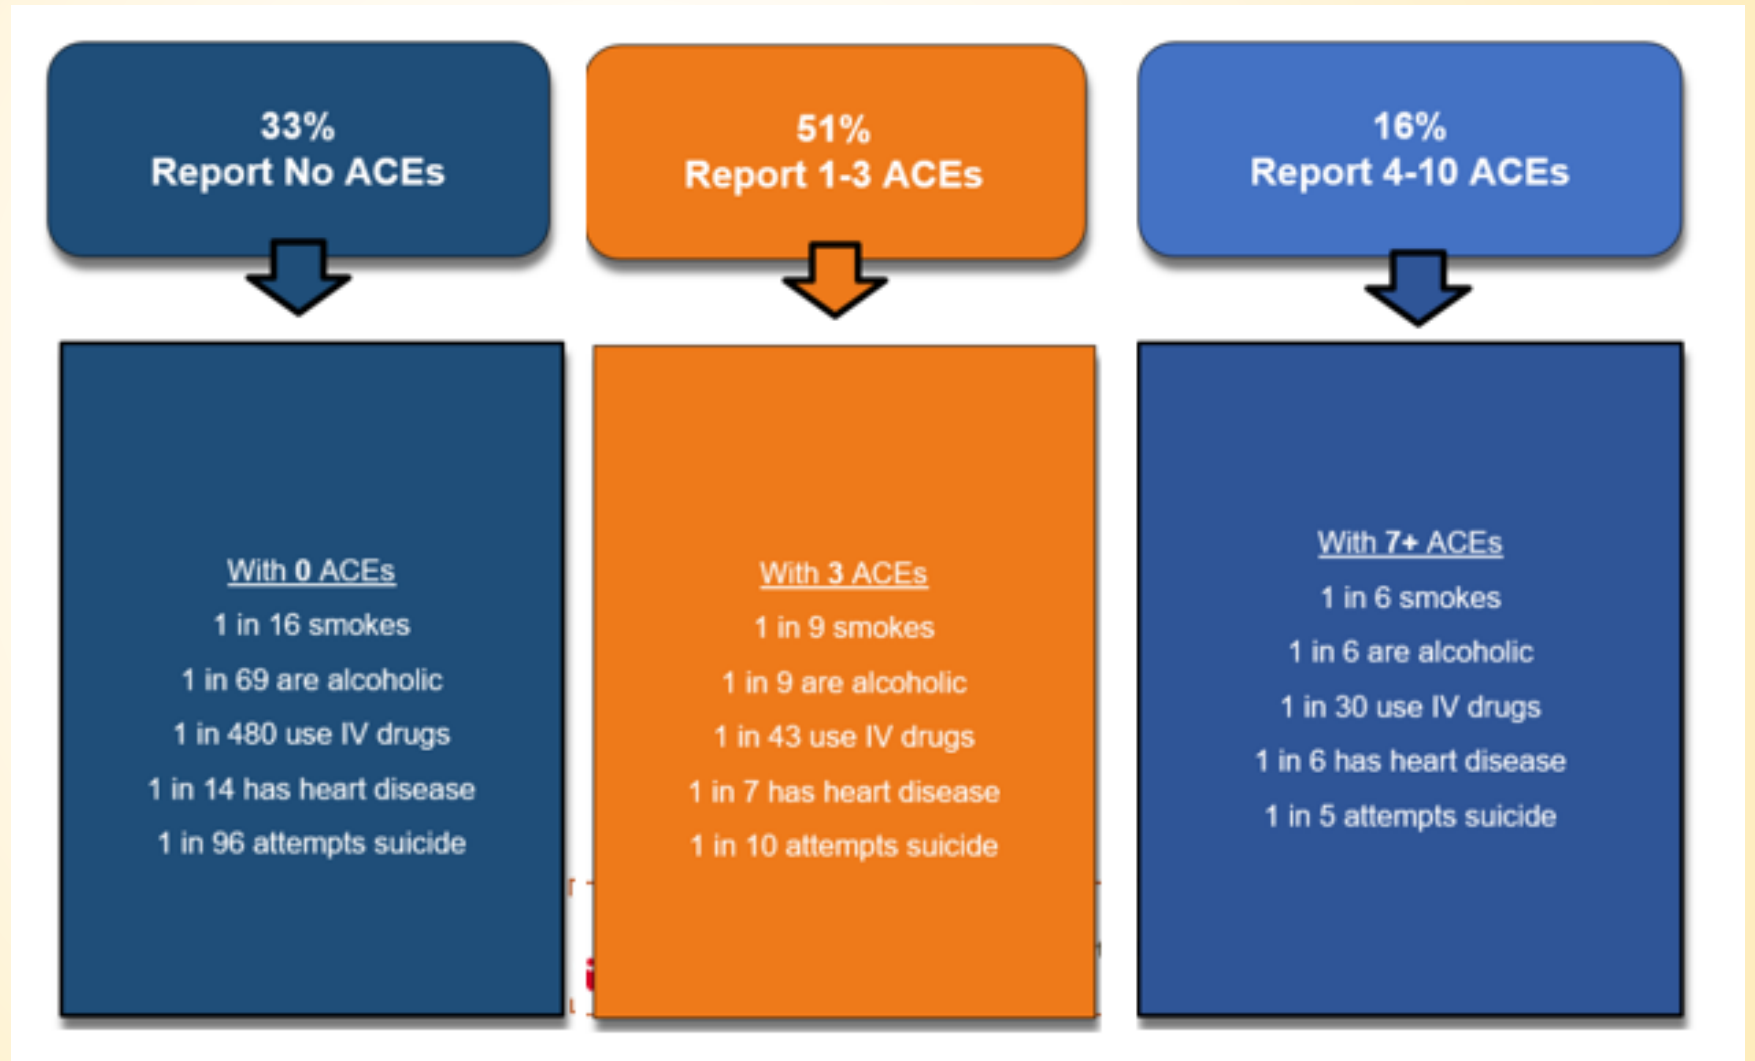 33%
Report No ACEs
With 0 ACEs
1 in 16 smokes
1 in 69 are alcoholic
1 in 480 use IV drugs
1 in 14 has heart disease
1 in 96 attempts suicide
51%
Report 1-3 ACEs
With 3 ACEs
1 in 9 smokes
1 in 9 are alcoholic
1 in 43 use IV drugs
1 in 7 has heart disease
1 in 10 attempts suicide
16%
Report 4-10 ACEs
With 7+ ACEs
1 in 6 smokes
1 in 6 are alcoholic
1 in 30 use IV drugs
1 in 6 has heart disease
1 in 5 attempts suicide